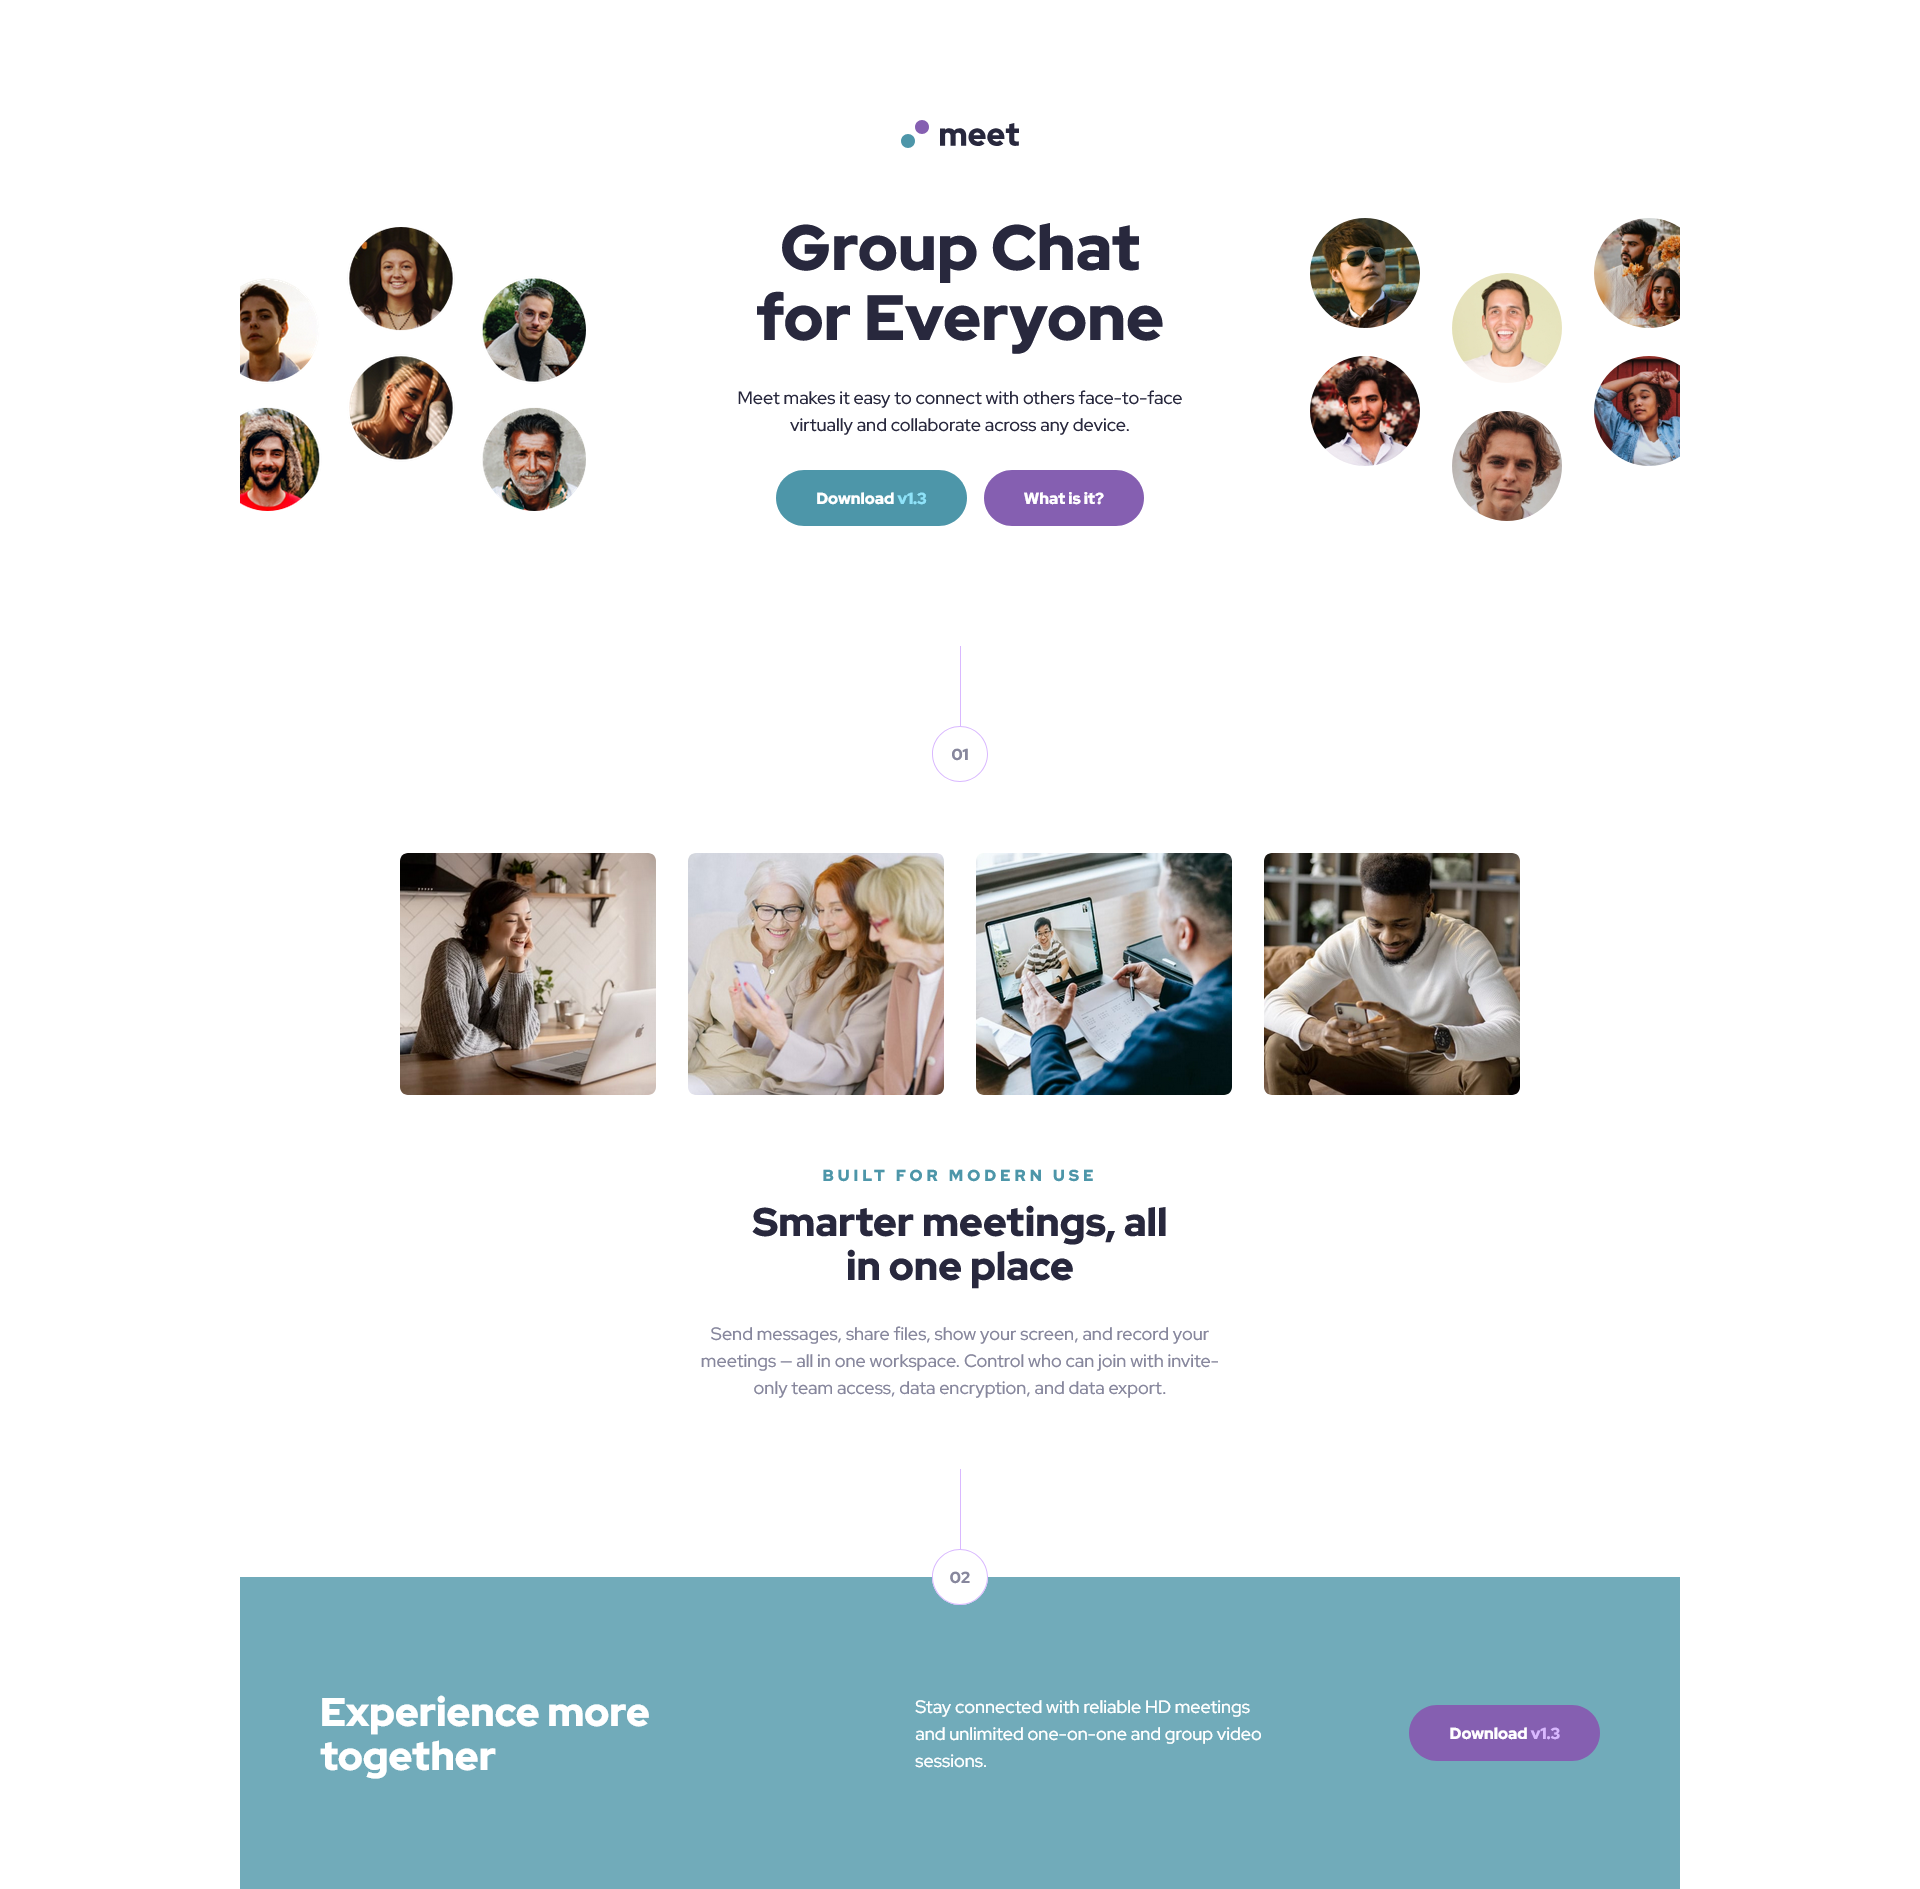 meet
Group Chat
for Everyone
Meet makes it easy to connect with others face-to-face
virtually and collaborate across any device.
Download v1.3
What is it?
01
BUILT FOR MODERN USE
Smarter meetings, all
in one place
Send messages, share files, show your screen, and record your
meetings — all in one workspace. Control who can join with invite-
only team access, data encryption, and data export.
02
Experience more
together
Stay connected with reliable HD meetings
and unlimited one-on-one and group video
sessions.
Download v1.3